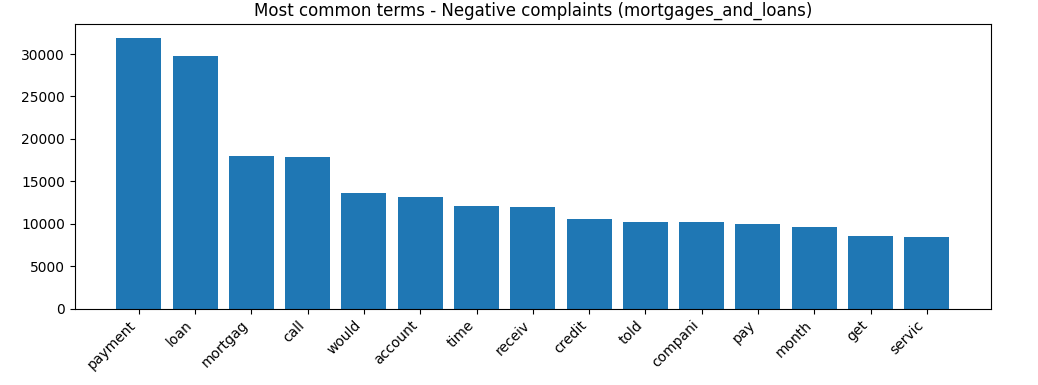 Most common terms - Negative complaints (mortgages_and_loans)
30000
25000
20000
15000
10000
5000
0
payment
loan
mortgag
call
would
account
time
receiv
credit
told
compani
pay
month
get
servic